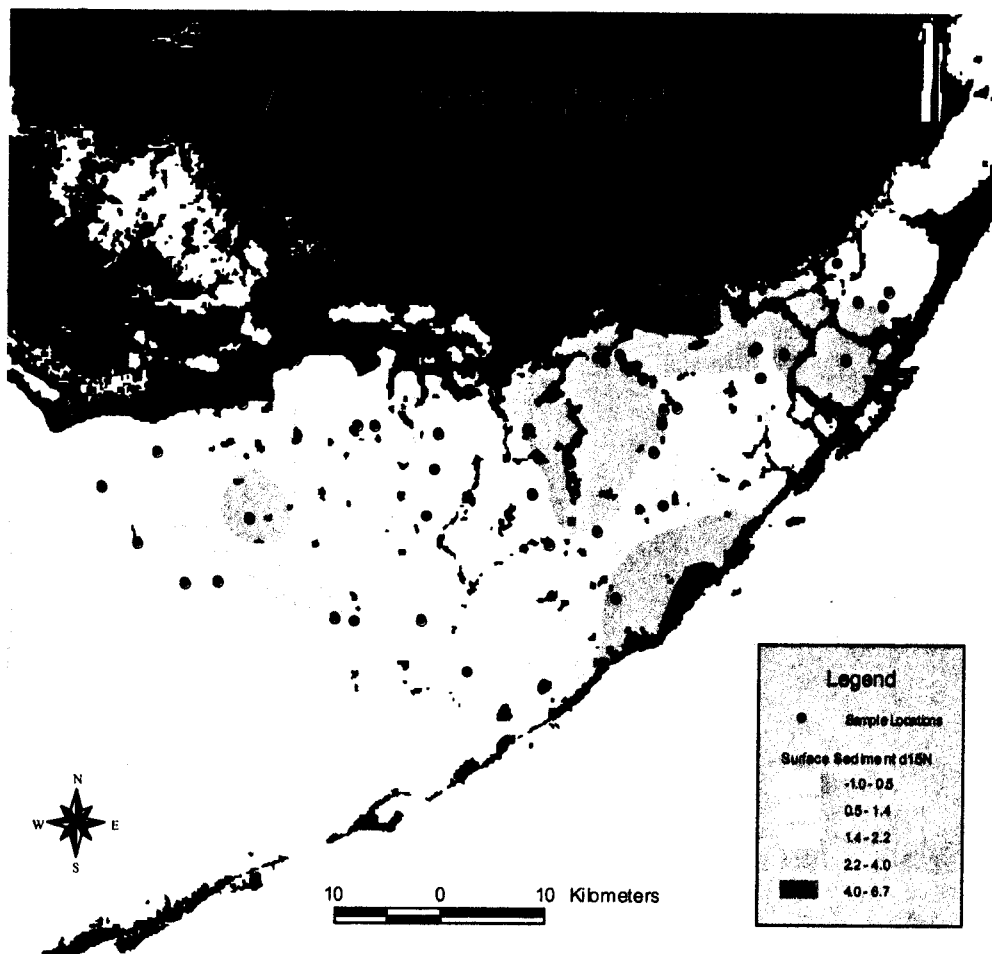 Legend
Sample Locations
Surface Sediment d15N
-1.0 - 0.5
0.5 - 1.4
1.4 - 2.2
2.2 - 4.0
4.0 - 6.7
N
W E
S
10 0 10 Kilometers